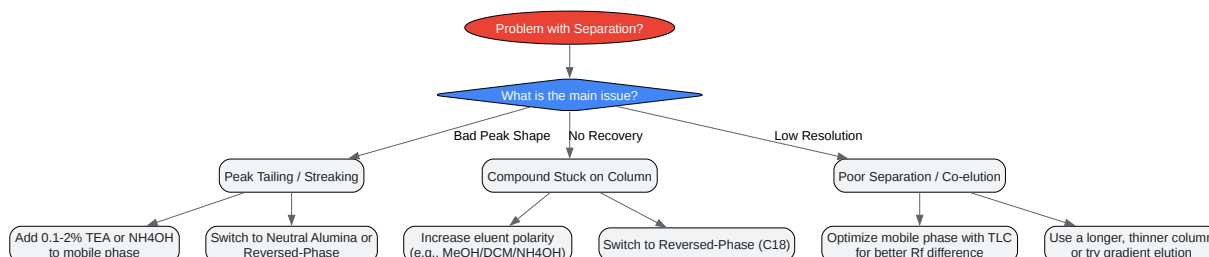 Problem with Separation?
What is the main issue?
Bad Peak Shape
No Recovery
Low Resolution
Peak Tailing / Streaking
Compound Stuck on Column
Poor Separation / Co-elution
Add 0.1-2% TEA or NH4OH
to mobile phase
Switch to Neutral Alumina or
Reversed-Phase
Increase eluent polarity
(e.g., MeOH/DCM/NH4OH)
Switch to Reversed-Phase (C18)
Optimize mobile phase with TLC
for better Rf difference
Use a longer, thinner column
or try gradient elution